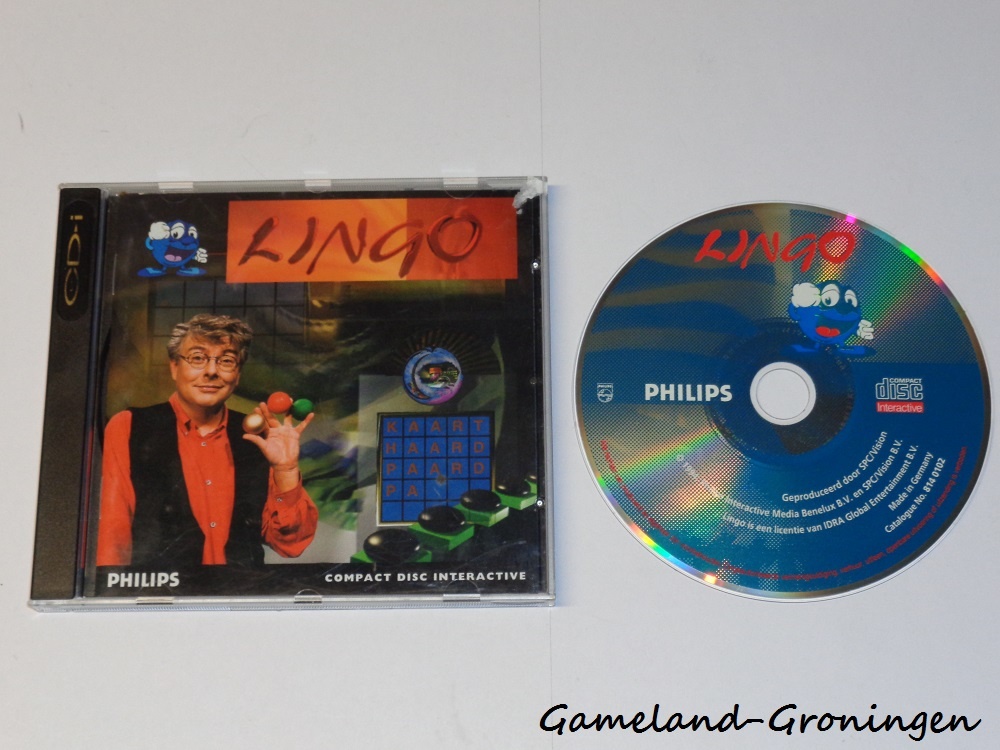 CD-i
LINGO
KAART
HAARD
PAARD
PA
PHILIPS
COMPACT DISC INTERACTIVE
LINGO
PHILIPS
COMPACT
disc
Interactive
Geproduceerd door SPC/Vision
Interactive Media Benelux B.V. en SPC/Vision B.V.
Lingo is een licentie van IDRA Global Entertainment B.V.
Made in Germany
Catalogue No. 814 0102
Gameland-Groningen